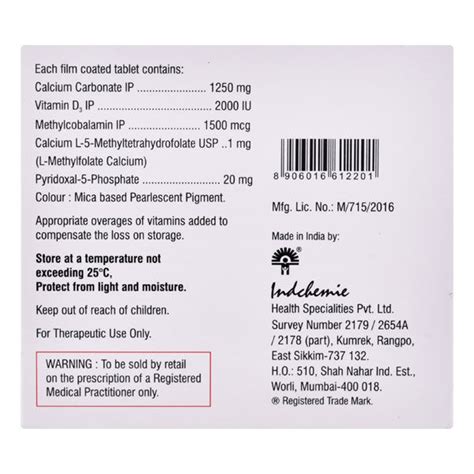 Each film coated tablet contains:
Calcium Carbonate IP ........................ 1250 mg
Vitamin D₃ IP ..................................... 2000 IU
Methylcobalamin IP ......................... 1500 mcg
Calcium L-5-Methyltetrahydrofolate USP ..1 mg
(L-Methylfolate Calcium)
Pyridoxal-5-Phosphate ........................ 20 mg
Colour : Mica based Pearlescent Pigment.
Appropriate overages of vitamins added to
compensate the loss on storage.
Store at a temperature not
exceeding 25°C,
Protect from light and moisture.
Keep out of reach of children.
For Therapeutic Use Only.
WARNING : To be sold by retail
on the prescription of a Registered
Medical Practitioner only.
8 906016 612201
Mfg. Lic. No.: M/715/2016
Made in India by:
Indchemie
Health Specialities Pvt. Ltd.
Survey Number 2179 / 2654A
/ 2178 (part), Kumrek, Rangpo,
East Sikkim-737 132.
H.O.: 510, Shah Nahar Ind. Est.,
Worli, Mumbai-400 018.
® Registered Trade Mark.